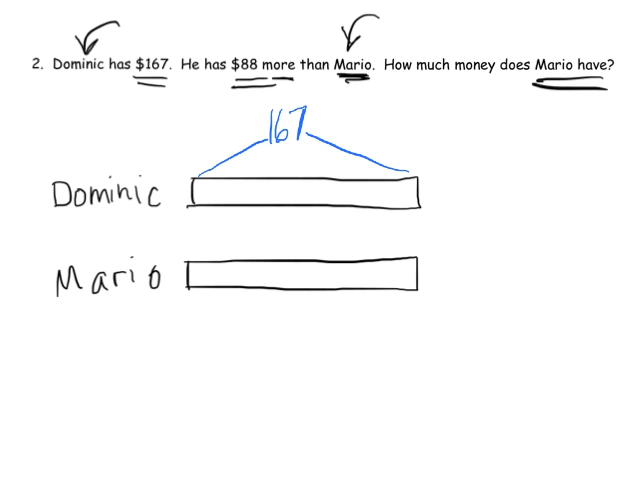 2. Dominic has $167. He has $88 more than Mario. How much money does Mario have?
167
Dominic
Mario